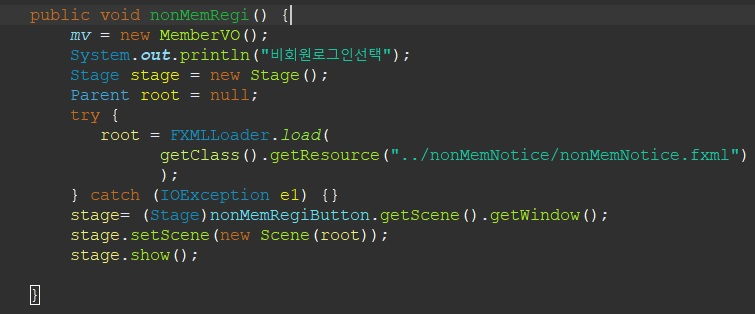 public void nonMemRegi() {
mv = new MemberVO();
System.out.println("비회원로그인선택");
Stage stage = new Stage();
Parent root = null;
try {
root = FXMLLoader.load(
getClass().getResource("../nonMemNotice/nonMemNotice.fxml")
);
} catch (IOException e1) {}
stage= (Stage)nonMemRegiButton.getScene().getWindow();
stage.setScene(new Scene(root));
stage.show();
}